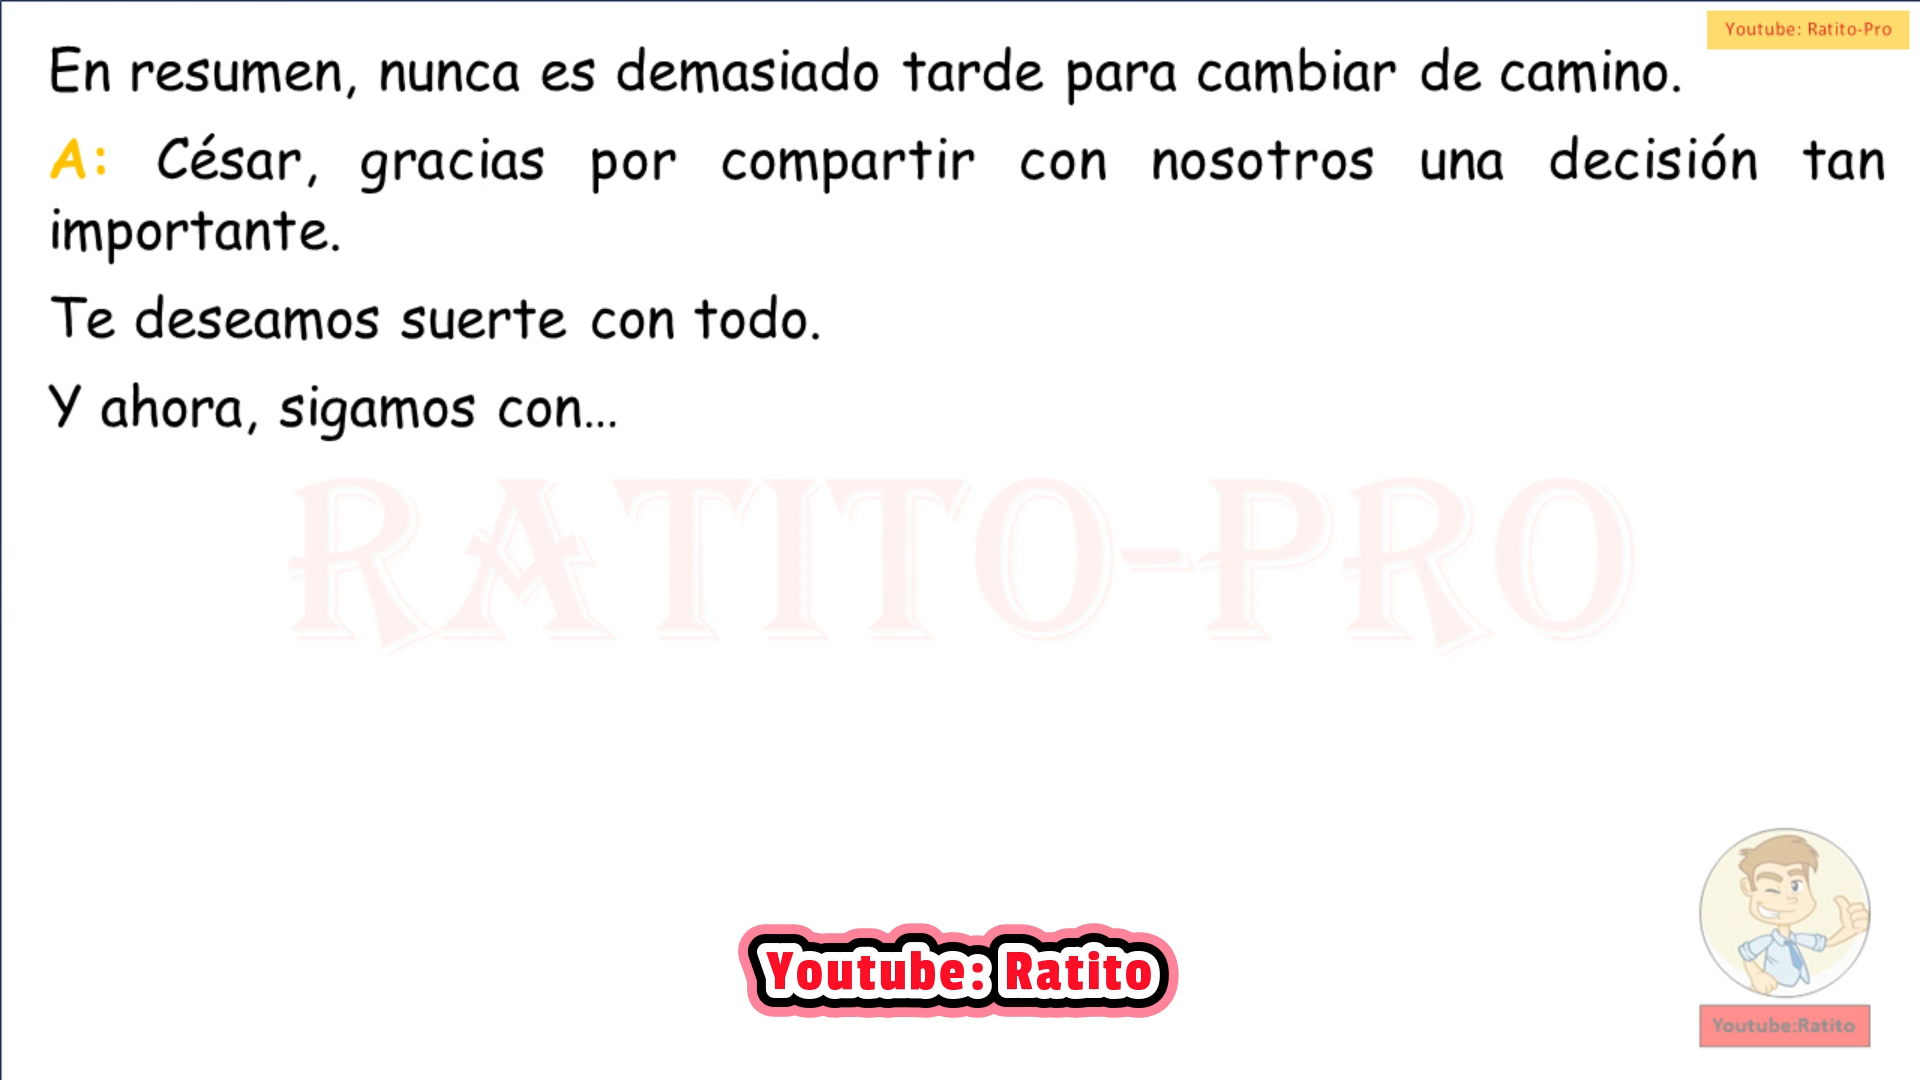 Youtube: Ratito-Pro
En resumen, nunca es demasiado tarde para cambiar de camino.
A: César, gracias por compartir con nosotros una decisión tan
importante.
Te deseamos suerte con todo.
Y ahora, sigamos con...
RATITO-PRO
Youtube: Ratito
Youtube:Ratito